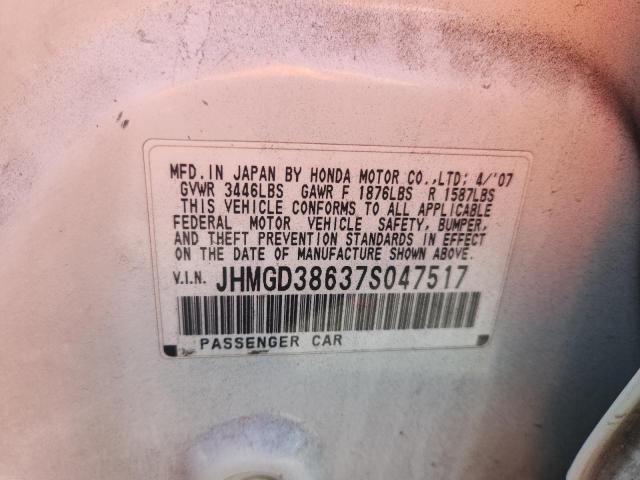 MFD. IN JAPAN BY HONDA MOTOR CO., LTD; 4/'07
GVWR 3446LBS GAWR F 1876LBS R 1587LBS
THIS VEHICLE CONFORMS TO ALL APPLICABLE
FEDERAL MOTOR VEHICLE SAFETY, BUMPER,
AND THEFT PREVENTION STANDARDS IN EFFECT
ON THE DATE OF MANUFACTURE SHOWN ABOVE.
V.I.N. JHMGD38637S047517
PASSENGER CAR